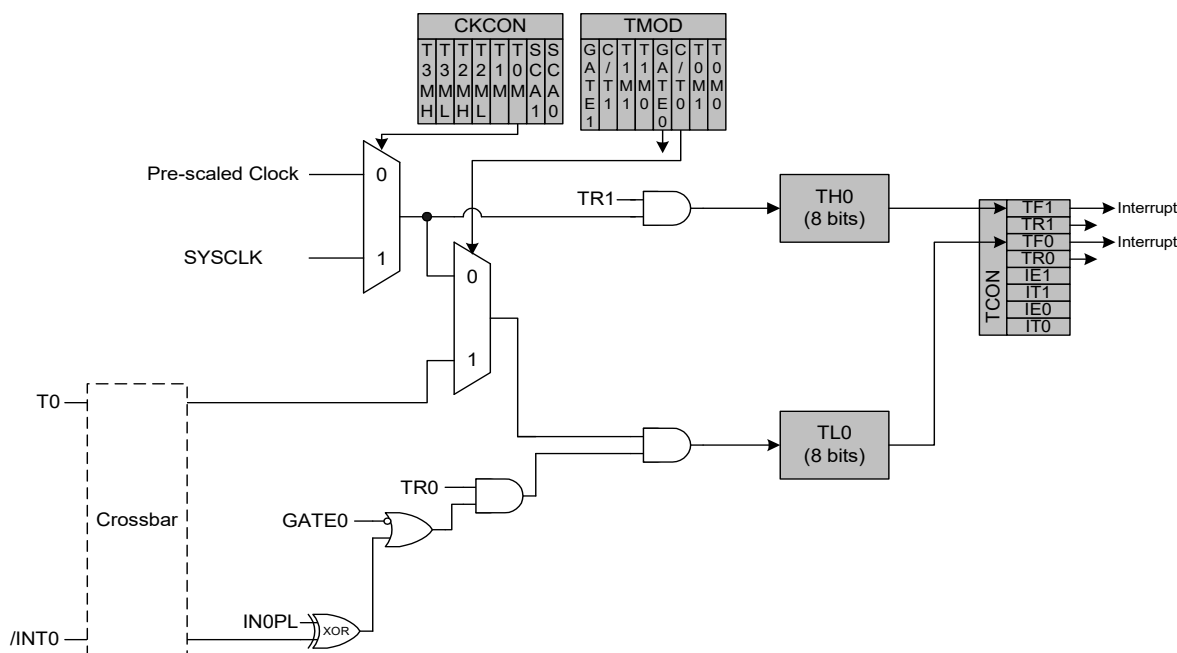 CKCON
T3MH
T3ML
T2MH
T2ML
T1M
T0M
SCA1
SCA0
TMOD
GATE1
C/T1
T1M1
T1M0
GATE0
C/T0
T0M1
T0M0
Pre-scaled Clock
0
SYSCLK
1
TR1
TH0
(8 bits)
TCON
TF1
TR1
TF0
TR0
IE1
IT1
IE0
IT0
Interrupt
Interrupt
0
1
T0
Crossbar
TL0
(8 bits)
TR0
GATE0
IN0PL
XOR
/INT0